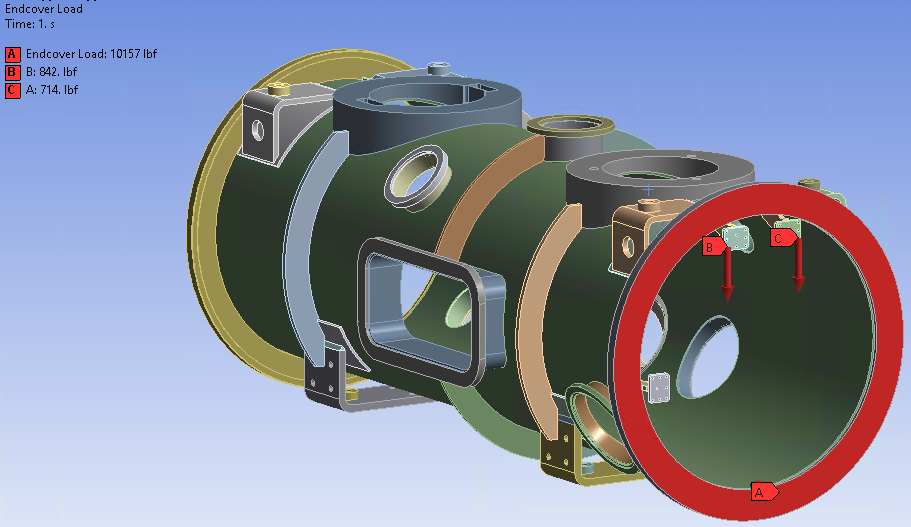 Endcover Load
Time: 1. s
A Endcover Load: 10157 lbf
B B: 842. lbf
C A: 714. lbf
B
C
A